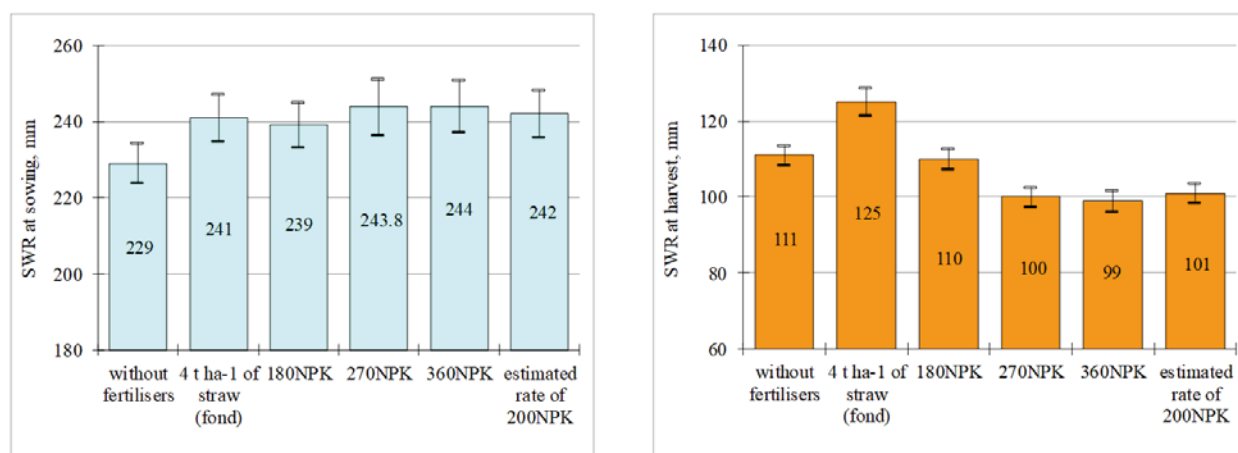 SWR at sowing, mm
260
240
220
200
180
229
241
239
243.8
244
242
without
fertilisers
4 t ha-1 of
straw
(fond)
180NPK
270NPK
360NPK
estimated
rate of
200NPK
SWR at harvest, mm
140
120
100
80
60
111
125
110
100
99
101
without
fertilisers
4 t ha-1 of
straw
(fond)
180NPK
270NPK
360NPK
estimated
rate of
200NPK